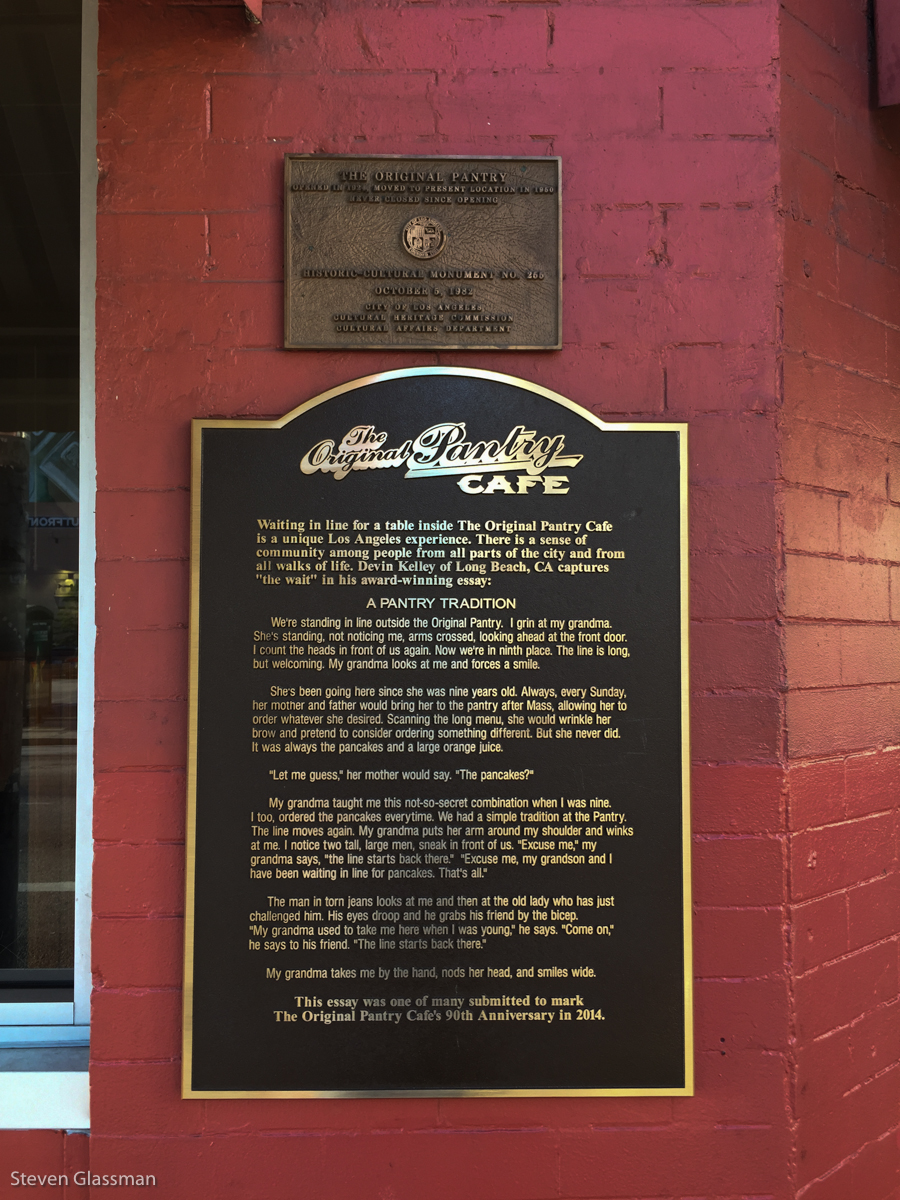 THE ORIGINAL PANTRY
OPENED IN 1924, MOVED TO PRESENT LOCATION IN 1950
NEVER CLOSED SINCE OPENING
HISTORIC-CULTURAL MONUMENT NO. 255
OCTOBER 5, 1982
CITY OF LOS ANGELES
CULTURAL HERITAGE COMMISSION
CULTURAL AFFAIRS DEPARTMENT
The
Original Pantry
CAFE
Waiting in line for a table inside The Original Pantry Cafe
is a unique Los Angeles experience. There is a sense of
community among people from all parts of the city and from
all walks of life. Devin Kelley of Long Beach, CA captures
"the wait" in his award-winning essay:
A PANTRY TRADITION
We're standing in line outside the Original Pantry. I grin at my grandma.
She's standing, not noticing me, arms crossed, looking ahead at the front door.
I count the heads in front of us again. Now we're in ninth place. The line is long,
but welcoming. My grandma looks at me and forces a smile.
She's been going here since she was nine years old. Always, every Sunday,
her mother and father would bring her to the pantry after Mass, allowing her to
order whatever she desired. Scanning the long menu, she would wrinkle her
brow and pretend to consider ordering something different. But she never did.
It was always the pancakes and a large orange juice.
"Let me guess," her mother would say. "The pancakes?"
My grandma taught me this not-so-secret combination when I was nine.
I too, ordered the pancakes everytime. We had a simple tradition at the Pantry.
The line moves again. My grandma puts her arm around my shoulder and winks
at me. I notice two tall, large men, sneak in front of us. "Excuse me," my
grandma says, "the line starts back there." "Excuse me, my grandson and I
have been waiting in line for pancakes. That's all."
The man in torn jeans looks at me and then at the old lady who has just
challenged him. His eyes droop and he grabs his friend by the bicep.
"My grandma used to take me here when I was young," he says. "Come on,"
he says to his friend. "The line starts back there."
My grandma takes me by the hand, nods her head, and smiles wide.
This essay was one of many submitted to mark
The Original Pantry Cafe's 90th Anniversary in 2014.
Steven Glassman